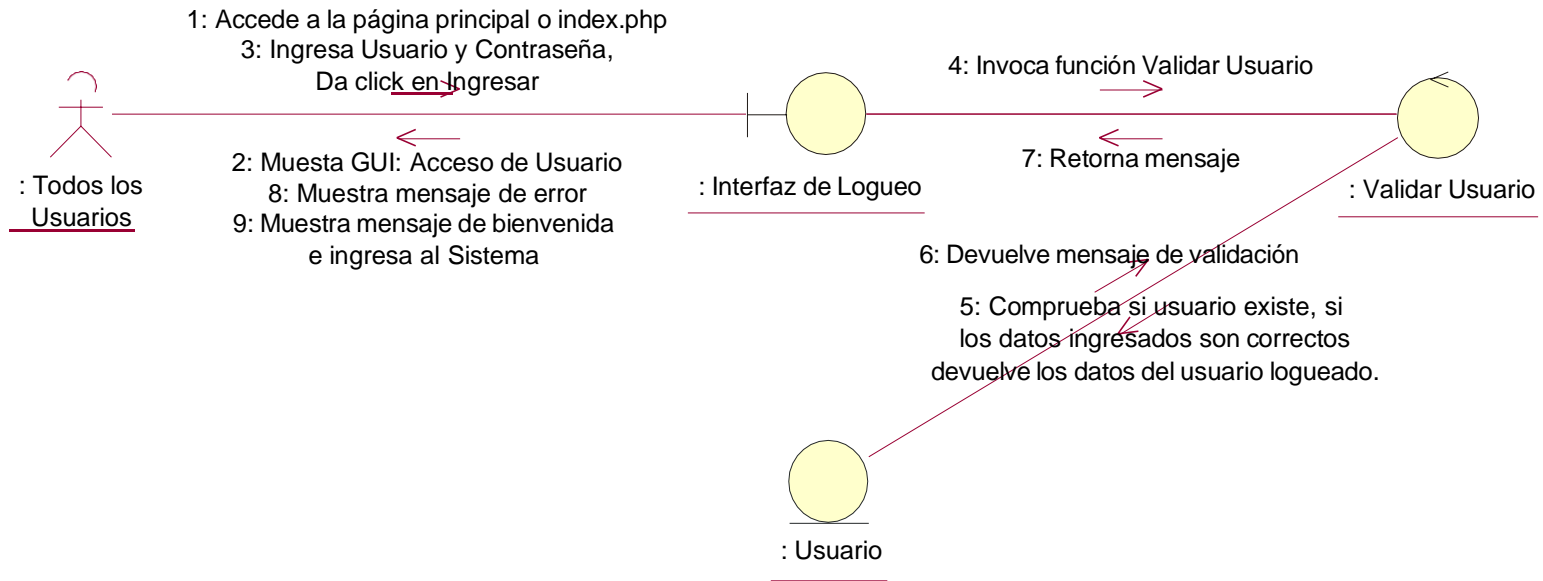 1: Accede a la página principal o index.php
3: Ingresa Usuario y Contraseña,
Da click en Ingresar
2: Muesta GUI: Acceso de Usuario
8: Muestra mensaje de error
9: Muestra mensaje de bienvenida
e ingresa al Sistema
: Todos los
Usuarios
: Interfaz de Logueo
4: Invoca función Validar Usuario
7: Retorna mensaje
: Validar Usuario
6: Devuelve mensaje de validación
5: Comprueba si usuario existe, si
los datos ingresados son correctos
devuelve los datos del usuario logueado.
: Usuario